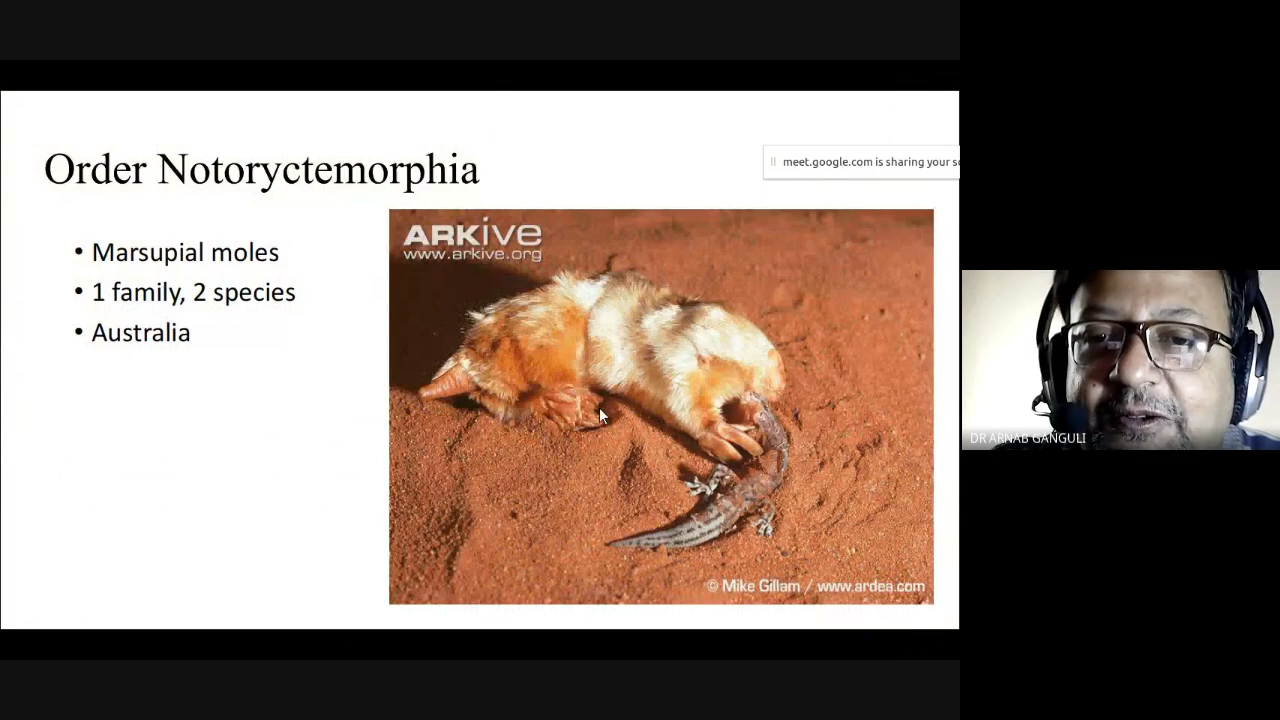 Order Notoryctemorphia
meet.google.com is sharing your
• Marsupial moles
• 1 family, 2 species
• Australia
ARKive
www.arkive.org
© Mike Gillam / www.ardea.com
DR ARNAB GANGULI